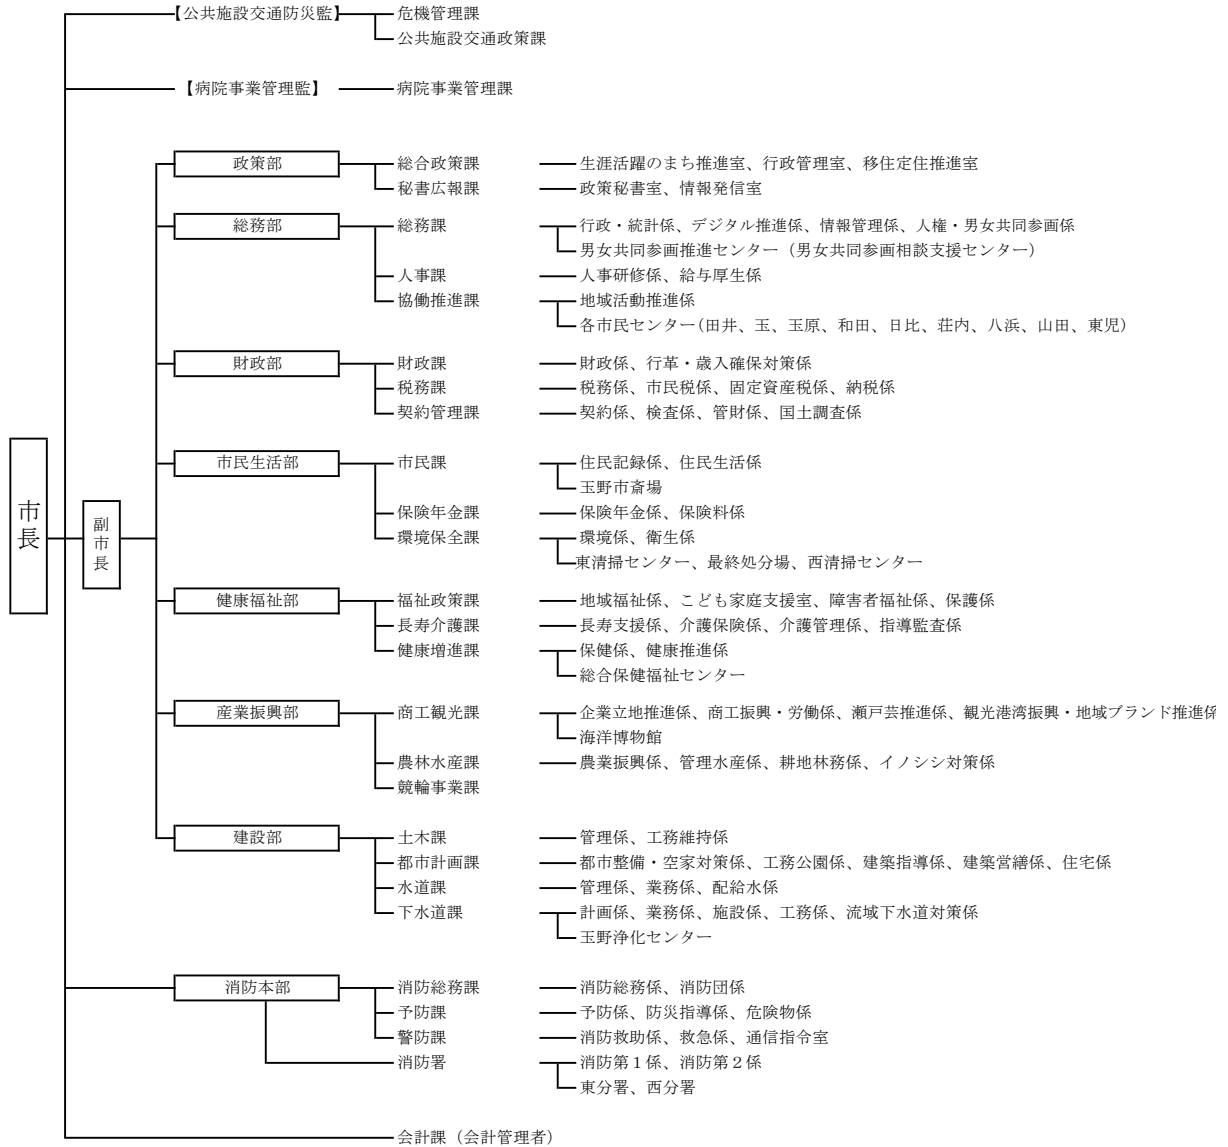 【公共施設交通防災監】 危機管理課
公共施設交通政策課
【病院事業管理監】 病院事業管理課
政策部 総合政策課 生涯活躍のまち推進室、行政管理室、移住定住推進室
秘書広報課 政策秘書室、情報発信室
総務部 総務課 行政・統計係、デジタル推進係、情報管理係、人権・男女共同参画係
男女共同参画推進センター（男女共同参画相談支援センター）
人事課 人事研修係、給与厚生係
協働推進課 地域活動推進係
各市民センター(田井、玉、玉原、和田、日比、荘内、八浜、山田、東児)
財政部 財政課 財政係、行革・歳入確保対策係
税務課 税務係、市民税係、固定資産税係、納税係
契約管理課 契約係、検査係、管財係、国土調査係
市民生活部 市民課 住民記録係、住民生活係
玉野市斎場
保険年金課 保険年金係、保険料係
市長 副市長 環境保全課 環境係、衛生係
東清掃センター、最終処分場、西清掃センター
健康福祉部 福祉政策課 地域福祉係、こども家庭支援室、障害者福祉係、保護係
長寿介護課 長寿支援係、介護保険係、介護管理係、指導監査係
健康増進課 保健係、健康推進係
総合保健福祉センター
産業振興部 商工観光課 企業立地推進係、商工振興・労働係、瀬戸芸推進係、観光港湾振興・地域ブランド推進係
海洋博物館
農林水産課 農業振興係、管理水産係、耕地林務係、イノシシ対策係
競輪事業課
建設部 土木課 管理係、工務維持係
都市計画課 都市整備・空家対策係、工務公園係、建築指導係、建築営繕係、住宅係
水道課 管理係、業務係、配給水係
下水道課 計画係、業務係、施設係、工務係、流域下水道対策係
玉野浄化センター
消防本部 消防総務課 消防総務係、消防団係
予防課 予防係、防災指導係、危険物係
警防課 消防救助係、救急係、通信指令室
消防署 消防第１係、消防第２係
東分署、西分署
会計課（会計管理者）